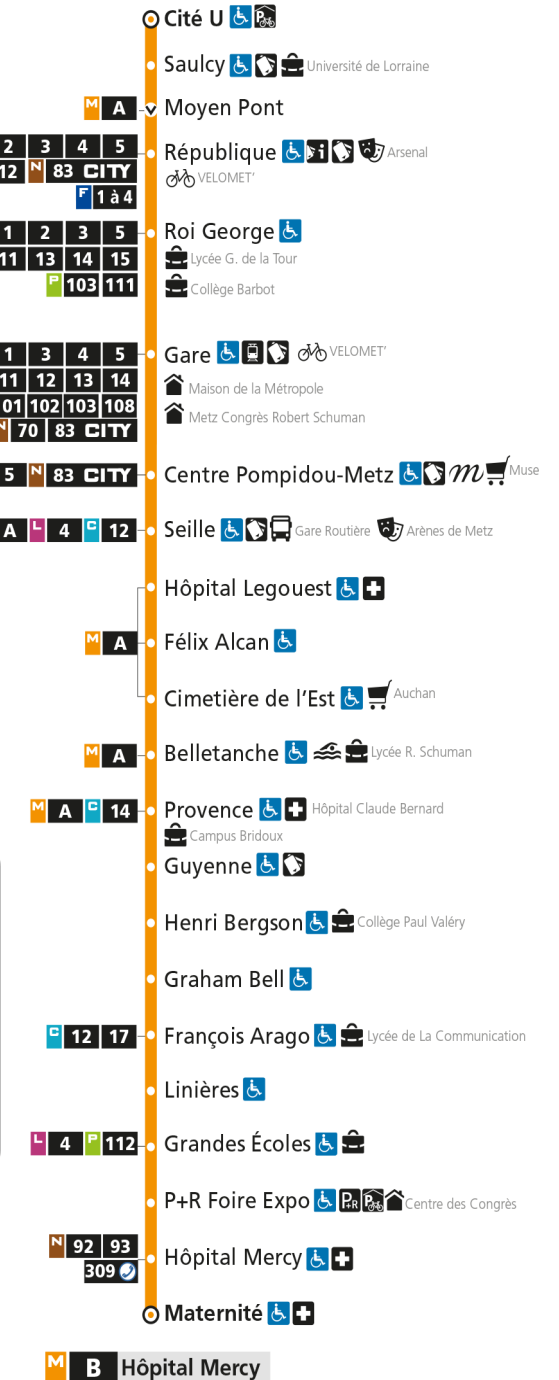 Cité U P
Saulcy Université de Lorraine
M A Moyen Pont
2 3 4 5 République i Arsenal
12 N 83 CITY VELOMET'
F 1 à 4
1 2 3 5 Roi George
11 13 14 15 Lycée G. de la Tour
P 103 111 Collège Barbot
1 3 4 5 Gare VELOMET'
11 12 13 14 Maison de la Métropole
01 102 103 108 Metz Congrès Robert Schuman
N 70 83 CITY
5 N 83 CITY Centre Pompidou-Metz m Muse
A L 4 C 12 Seille Gare Routière Arènes de Metz
Hôpital Legouest
M A Félix Alcan
Cimetière de l'Est Auchan
M A Belletanche Lycée R. Schuman
M A C 14 Provence Hôpital Claude Bernard
Campus Bridoux
Guyenne
Henri Bergson Collège Paul Valéry
Graham Bell
C 12 17 François Arago Lycée de La Communication
Linières
L 4 P 112 Grandes Écoles
P+R Foire Expo P+R P Centre des Congrès
N 92 93 Hôpital Mercy
309
Maternité
M B Hôpital Mercy